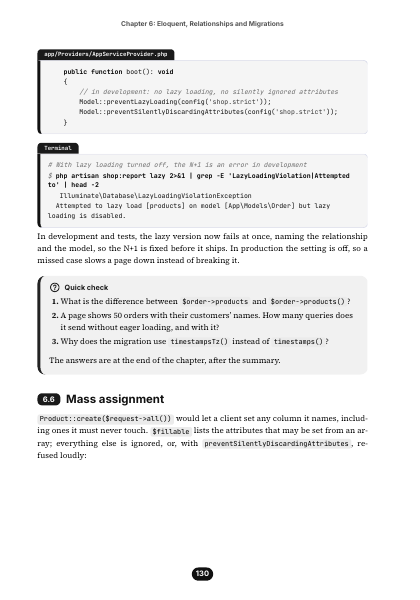 Chapter 6: Eloquent, Relationships and Migrations
app/Providers/AppServiceProvider.php
public function boot(): void
{
// in development: no lazy loading, no silently ignored attributes
Model::preventLazyLoading(config('shop.strict'));
Model::preventSilentlyDiscardingAttributes(config('shop.strict'));
}
Terminal
# With lazy loading turned off, the N+1 is an error in development
$ php artisan shop:report lazy 2>&1 | grep -E 'LazyLoadingViolation|Attempted
to' | head -2
Illuminate\Database\LazyLoadingViolationException
Attempted to lazy load [products] on model [App\Models\Order] but lazy
loading is disabled.
In development and tests, the lazy version now fails at once, naming the relationship
and the model, so the N+1 is fixed before it ships. In production the setting is off, so a
missed case slows a page down instead of breaking it.
Quick check
1. What is the difference between $order->products and $order->products()?
2. A page shows 50 orders with their customers' names. How many queries does
it send without eager loading, and with it?
3. Why does the migration use timestampsTz() instead of timestamps()?
The answers are at the end of the chapter, after the summary.
6.6 Mass assignment
Product::create($request->all()) would let a client set any column it names, includ-
ing ones it must never touch. $fillable lists the attributes that may be set from an ar-
ray; everything else is ignored, or, with preventSilentlyDiscardingAttributes, re-
fused loudly:
130